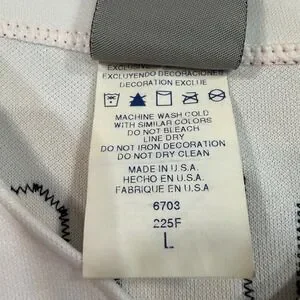 EXCLUSIVE
EXCLUYENDO DECORACIONES
DECORATION EXCLUE
MACHINE WASH COLD
WITH SIMILAR COLORS
DO NOT BLEACH
LINE DRY
DO NOT IRON DECORATION
DO NOT DRY CLEAN
MADE IN U.S.A.
HECHO EN U.S.A.
FABRIQUE EN U.S.A
6703
225F
L